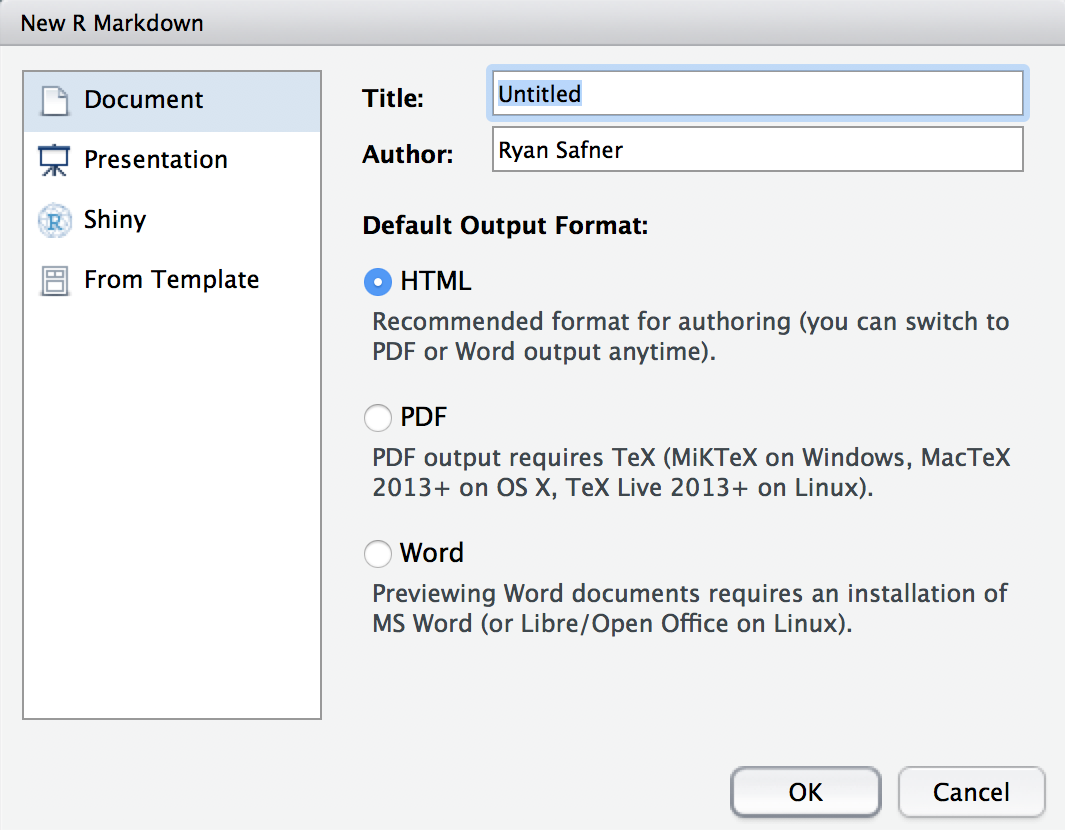 New R Markdown
Document
Presentation
Shiny
From Template
Title: Untitled
Author: Ryan Safner
Default Output Format:
HTML
Recommended format for authoring (you can switch to
PDF or Word output anytime).
PDF
PDF output requires TeX (MiKTeX on Windows, MacTeX
2013+ on OS X, TeX Live 2013+ on Linux).
Word
Previewing Word documents requires an installation of
MS Word (or Libre/Open Office on Linux).
OK
Cancel